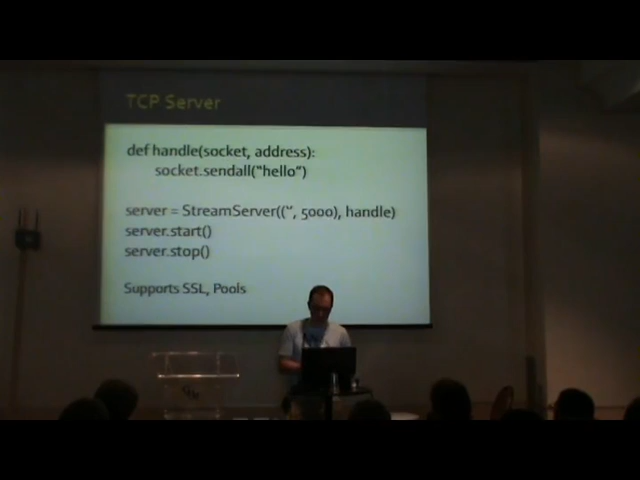 TCP Server
def handle(socket, address):
socket.sendall("hello")
server = StreamServer(('', 5000), handle)
server.start()
server.stop()
Supports SSL, Pools